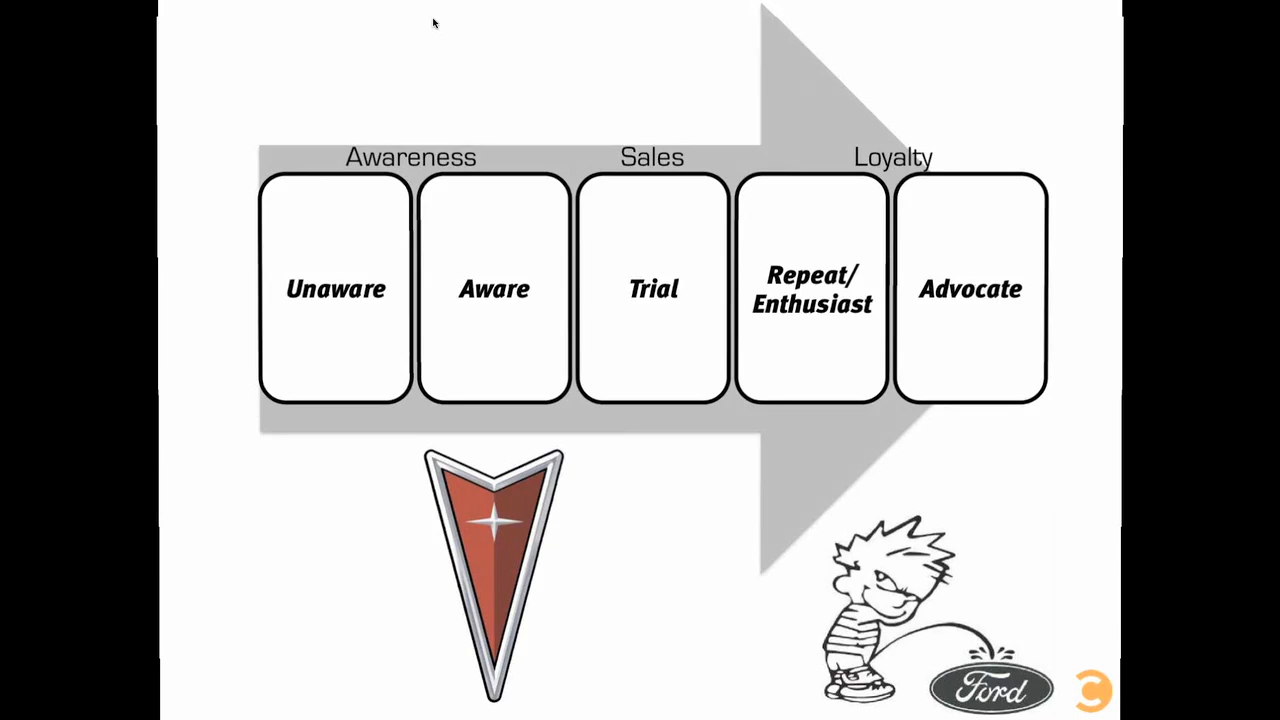 Awareness
Sales
Loyalty
Unaware
Aware
Trial
Repeat/
Enthusiast
Advocate
Ford